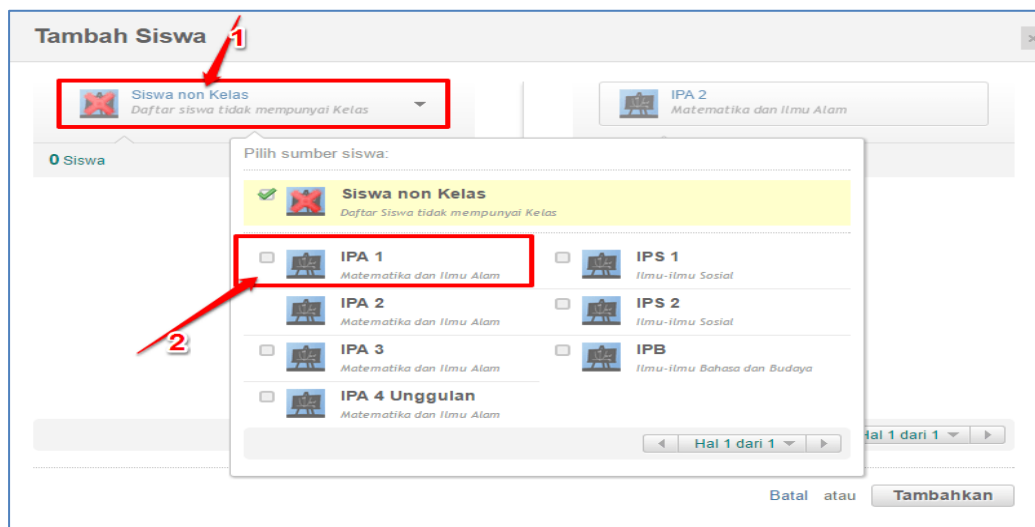 Tambah Siswa
1
Siswa non Kelas
Daftar siswa tidak mempunyai Kelas
IPA 2
Matematika dan Ilmu Alam
0 Siswa
Pilih sumber siswa:
Siswa non Kelas
Daftar Siswa tidak mempunyai Kelas
IPA 1
Matematika dan Ilmu Alam
IPS 1
Ilmu-ilmu Sosial
IPA 2
Matematika dan Ilmu Alam
IPS 2
Ilmu-ilmu Sosial
2
IPA 3
Matematika dan Ilmu Alam
IPB
Ilmu-ilmu Bahasa dan Budaya
IPA 4 Unggulan
Matematika dan Ilmu Alam
Hal 1 dari 1
Hal 1 dari 1
Batal atau Tambahkan